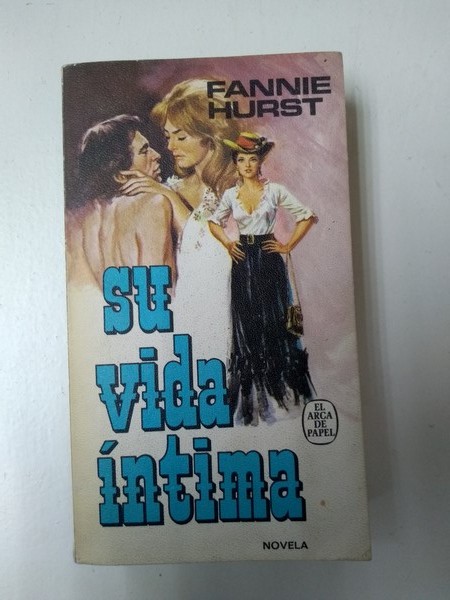 FANNIE
HURST
su
vida
íntima
EL
ARCA
DE
PAPEL
NOVELA